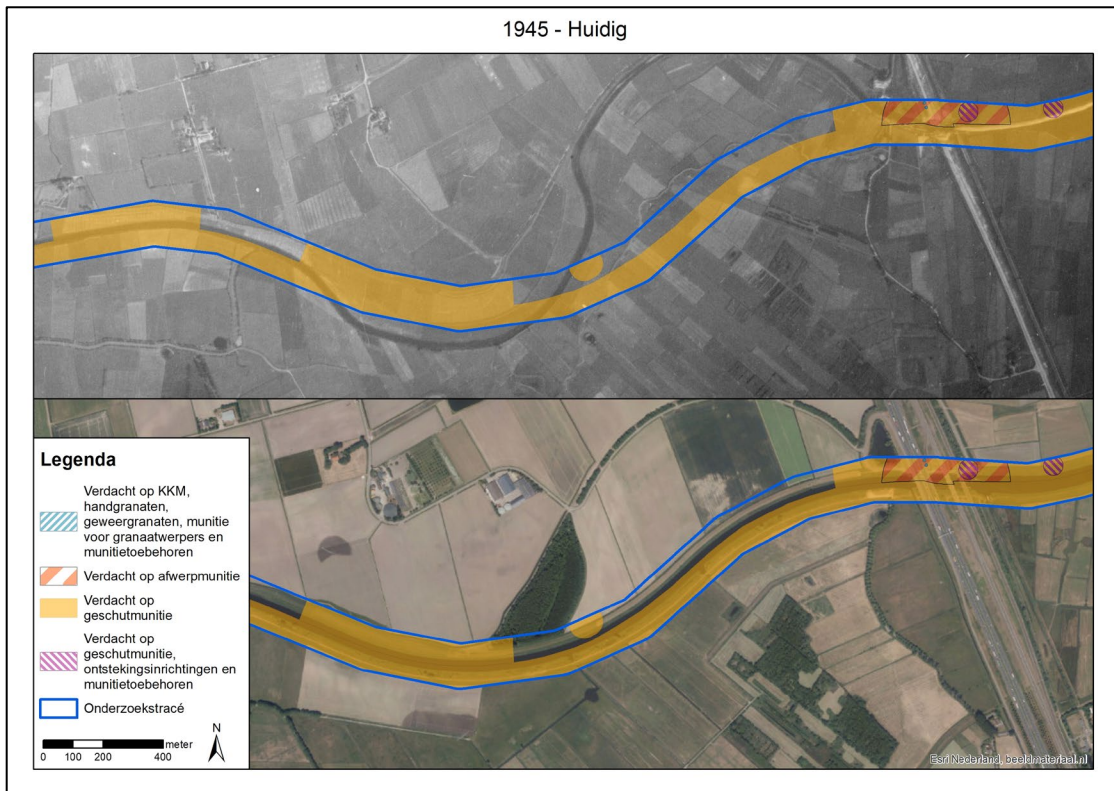 1945 - Huidig
Legenda
Verdacht op KKM,
handgranaten,
geweergranaten, munitie
voor granaatwerpers en
munitietoebehoren
Verdacht op afwerpmunitie
Verdacht op
geschutmunitie
Verdacht op
geschutmunitie,
ontstekingsinrichtingen en
munitietoebehoren
Onderzoekstracé
N
meter
0 100 200 400
Esri Nederland, beeldmateriaal.nl